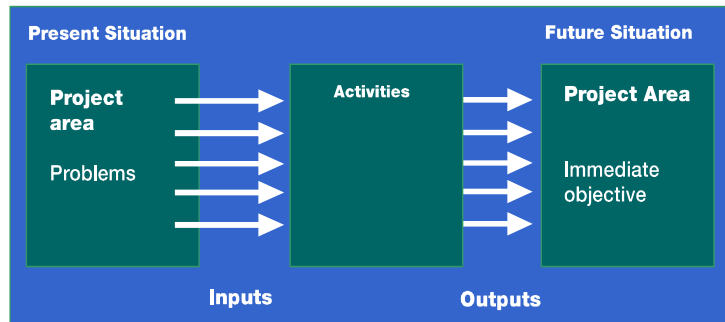 Present Situation
Future Situation
Project
area
Problems
Activities
Project Area
Immediate
objective
Inputs
Outputs